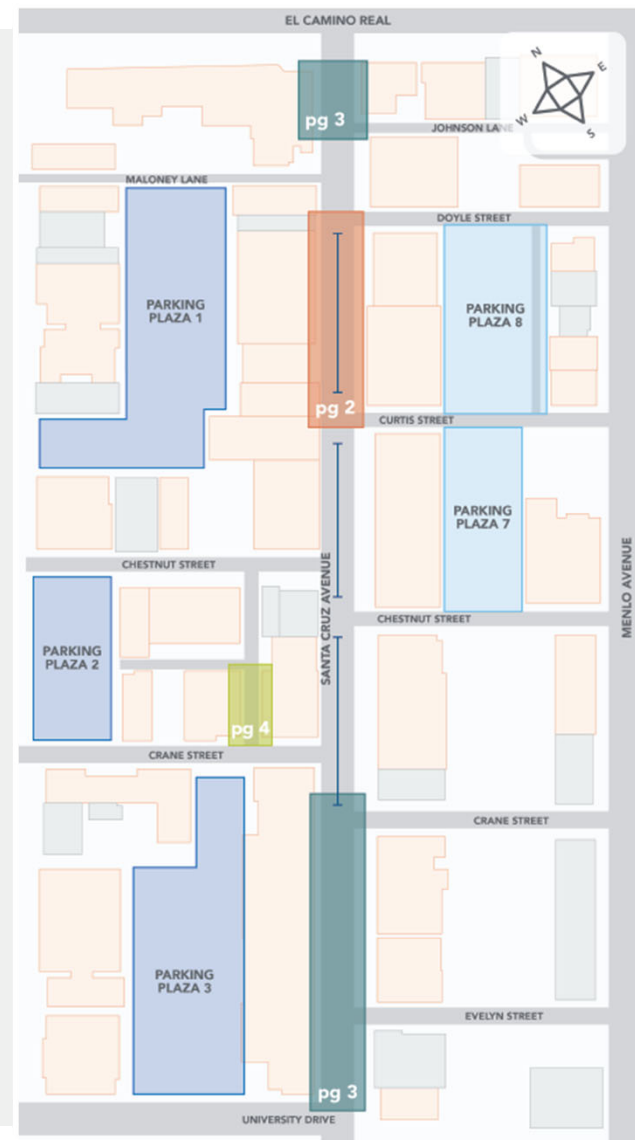 EL CAMINO REAL
N
E
W
S
pg 3
JOHNSON LANE
MALONEY LANE
DOYLE STREET
PARKING
PLAZA 1
PARKING
PLAZA 8
pg 2
CURTIS STREET
PARKING
PLAZA 7
SANTA CRUZ AVENUE
MENLO AVENUE
CHESTNUT STREET
CHESTNUT STREET
PARKING
PLAZA 2
pg 4
CRANE STREET
CRANE STREET
PARKING
PLAZA 3
EVELYN STREET
pg 3
UNIVERSITY DRIVE